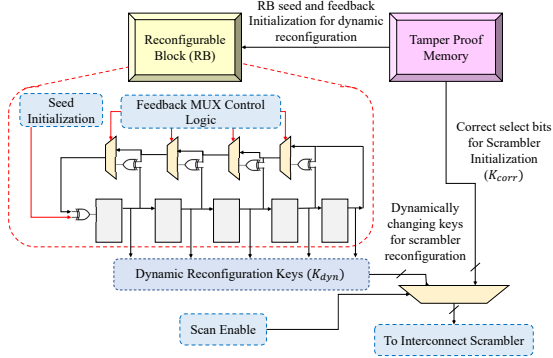 RB seed and feedback
Initialization for dynamic
reconfiguration
Reconfigurable
Block (RB)
Tamper Proof
Memory
Seed
Initialization
Feedback MUX Control
Logic
Correct select bits
for Scrambler
Initialization
(K_corr)
Dynamically
changing keys
for scrambler
reconfiguration
Dynamic Reconfiguration Keys (K_dyn)
Scan Enable
To Interconnect Scrambler